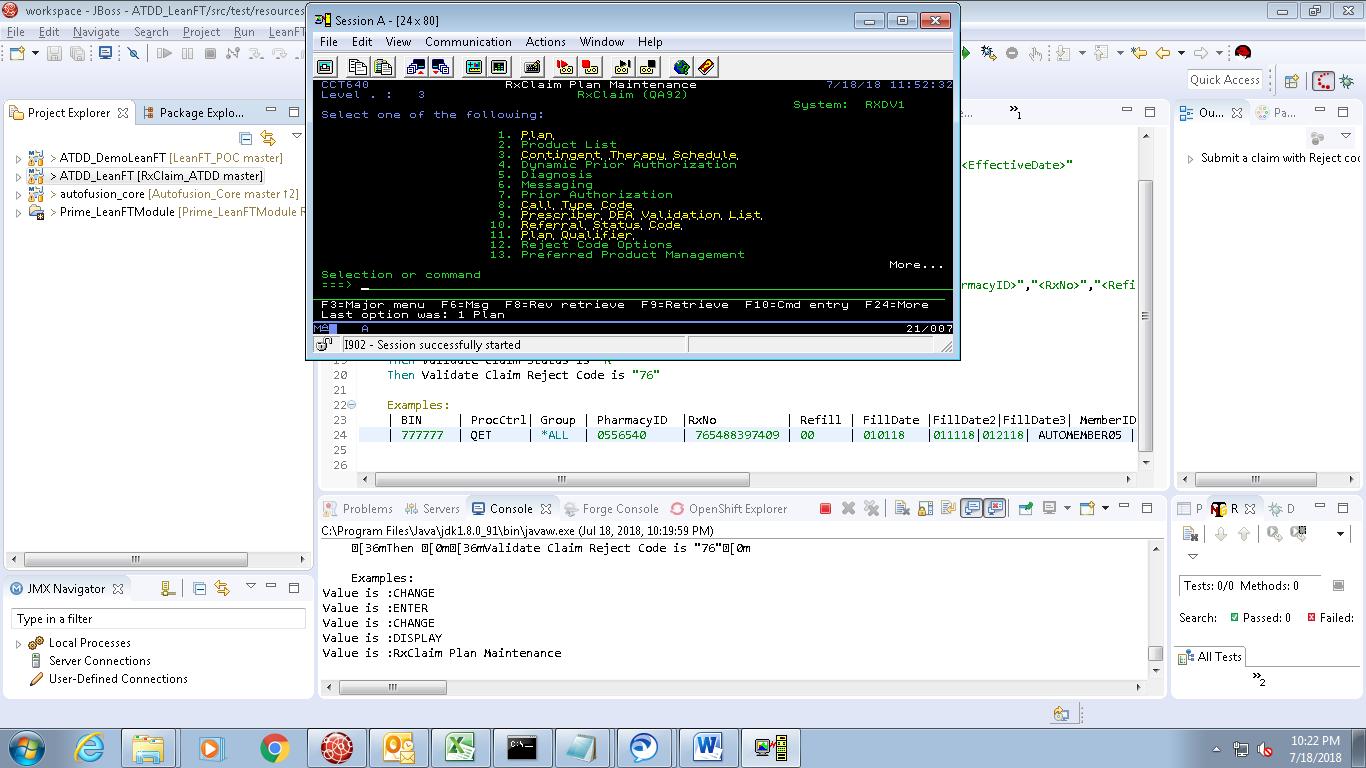 workspace - JBoss - ATDD_LeanFT/src/test/resources
File Edit Navigate Search Project Run LeanFT
Quick Access
Project Explorer
Package Explo...
> ATDD_DemoLeanFT [LeanFT_POC master]
> ATDD_LeanFT [RxClaim_ATDD master]
> autofusion_core [Autofusion_Core master ↑2]
> Prime_LeanFTModule [Prime_LeanFTModule R
Session A - [24 x 80]
File Edit View Communication Actions Window Help
CCT640 RxClaim Plan Maintenance 7/18/18 11:52:32
Level . : 3 RxClaim (QA92)
System: RXDV1
Select one of the following:
1. Plan
2. Product List
3. Contingent Therapy Schedule
4. Dynamic Prior Authorization
5. Diagnosis
6. Messaging
7. Prior Authorization
8. Call Type Code
9. Prescriber DEA Validation List
10. Referral Status Code
11. Plan Qualifier
12. Reject Code Options
13. Preferred Product Management
More...
Selection or command
===>
F3=Major menu F6=Msg F8=Rev retrieve F9=Retrieve F10=Cmd entry F24=More
Last option was: 1 Plan
MA A 21/007
I902 - Session successfully started
e...
»1
<EffectiveDate>"
rmacyID>","<RxNo>","<Refi
20 Then Validate Claim Reject Code is "76"
21
22 Examples:
23 | BIN | ProcCtrl| Group | PharmacyID |RxNo | Refill | FillDate |FillDate2|FillDate3| MemberID
24 | 777777 | QET | *ALL | 0556540 | 765488397409 | 00 | 010118 |011118|012118| AUTOMEMBER05 |
25
26
Ou...
Pa...
Submit a claim with Reject co
Problems
Servers
Console
Forge Console
OpenShift Explorer
C:\Program Files\Java\jdk1.8.0_91\bin\javaw.exe (Jul 18, 2018, 10:19:59 PM)
[36mThen [0m[36mValidate Claim Reject Code is "76"[0m
Examples:
Value is :CHANGE
Value is :ENTER
Value is :CHANGE
Value is :DISPLAY
Value is :RxClaim Plan Maintenance
JMX Navigator
Type in a filter
Local Processes
Server Connections
User-Defined Connections
P
R
D
Tests: 0/0 Methods: 0
Search: Passed: 0 Failed:
All Tests
»2
10:22 PM
7/18/2018